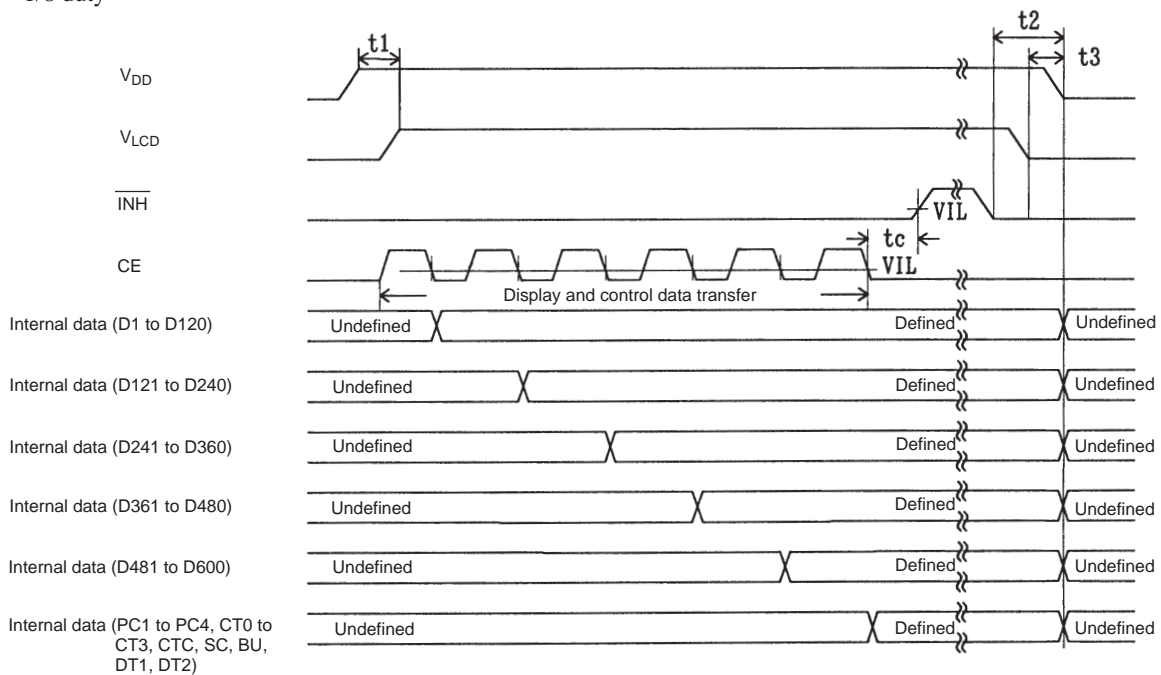 t1
t2
t3
VDD
VLCD
INH
VIL
tc
CE
VIL
Display and control data transfer
Internal data (D1 to D120)
Undefined
Defined
Undefined
Internal data (D121 to D240)
Undefined
Defined
Undefined
Internal data (D241 to D360)
Undefined
Defined
Undefined
Internal data (D361 to D480)
Undefined
Defined
Undefined
Internal data (D481 to D600)
Undefined
Defined
Undefined
Internal data (PC1 to PC4, CT0 to
CT3, CTC, SC, BU,
DT1, DT2)
Undefined
Defined
Undefined